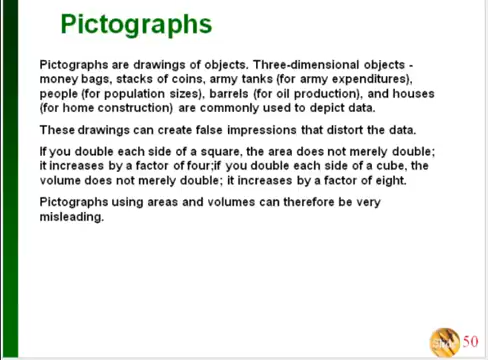 Pictographs
Pictographs are drawings of objects. Three-dimensional objects -
money bags, stacks of coins, army tanks (for army expenditures),
people (for population sizes), barrels (for oil production), and houses
(for home construction) are commonly used to depict data.
These drawings can create false impressions that distort the data.
If you double each side of a square, the area does not merely double;
it increases by a factor of four;if you double each side of a cube, the
volume does not merely double; it increases by a factor of eight.
Pictographs using areas and volumes can therefore be very
misleading.
Slide 50